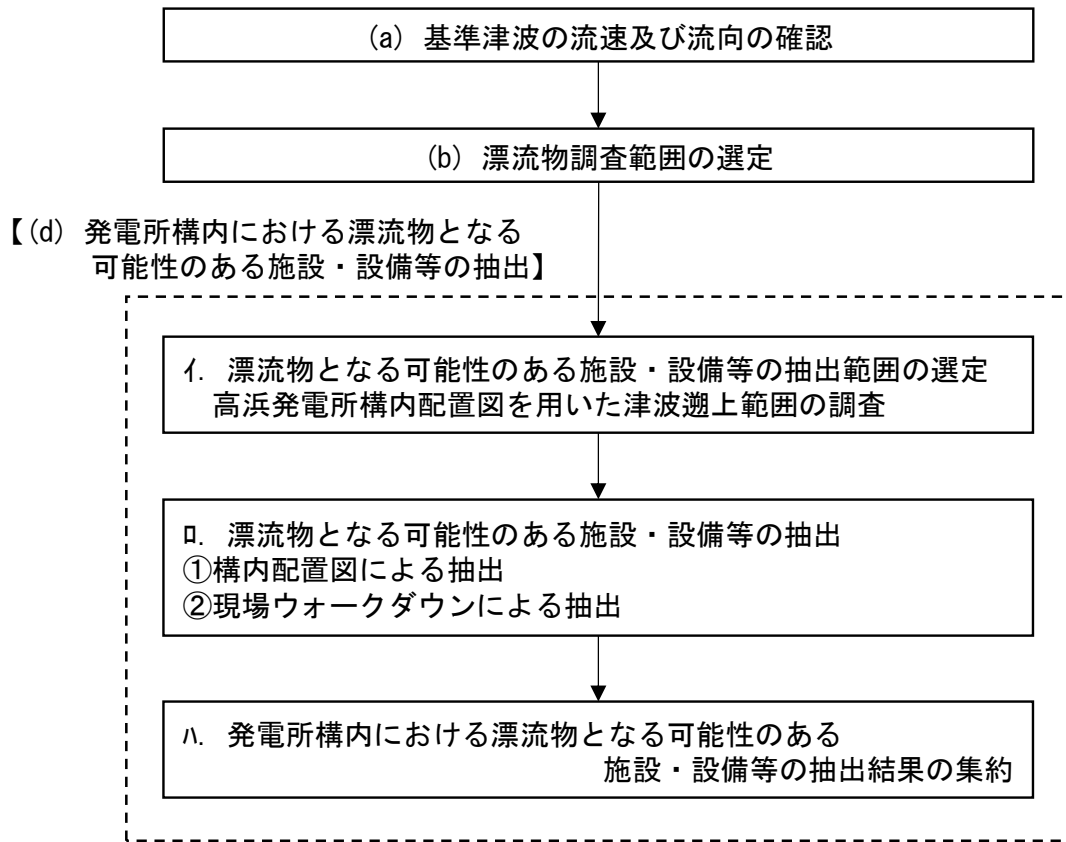 (a) 基準津波の流速及び流向の確認
(b) 漂流物調査範囲の選定
【(d) 発電所構内における漂流物となる
可能性のある施設・設備等の抽出】
ｲ. 漂流物となる可能性のある施設・設備等の抽出範囲の選定
高浜発電所構内配置図を用いた津波遡上範囲の調査
ﾛ. 漂流物となる可能性のある施設・設備等の抽出
①構内配置図による抽出
②現場ウォークダウンによる抽出
ﾊ. 発電所構内における漂流物となる可能性のある
施設・設備等の抽出結果の集約